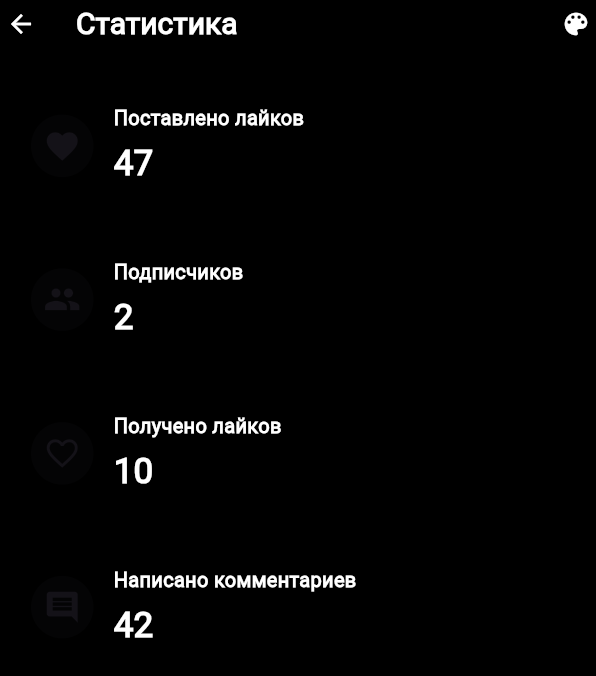 Статистика
Поставлено лайков
47
Подписчиков
2
Получено лайков
10
Написано комментариев
42